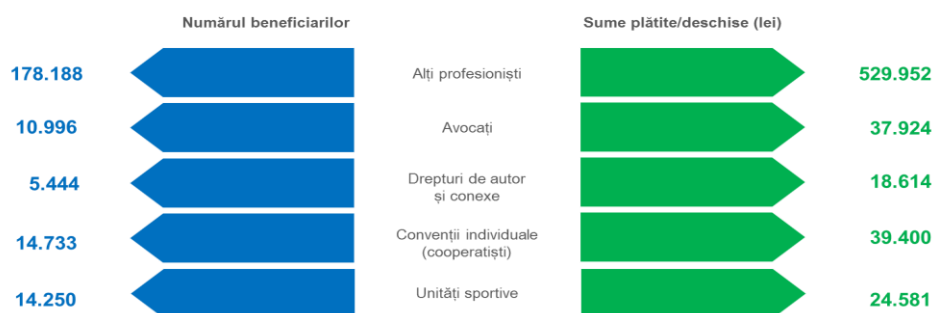 Numărul beneficiarilor
Sume plătite/deschise (lei)
178.188
Alți profesioniști
529.952
10.996
Avocați
37.924
5.444
Drepturi de autor
și conexe
18.614
14.733
Convenții individuale
(cooperatiști)
39.400
14.250
Unități sportive
24.581